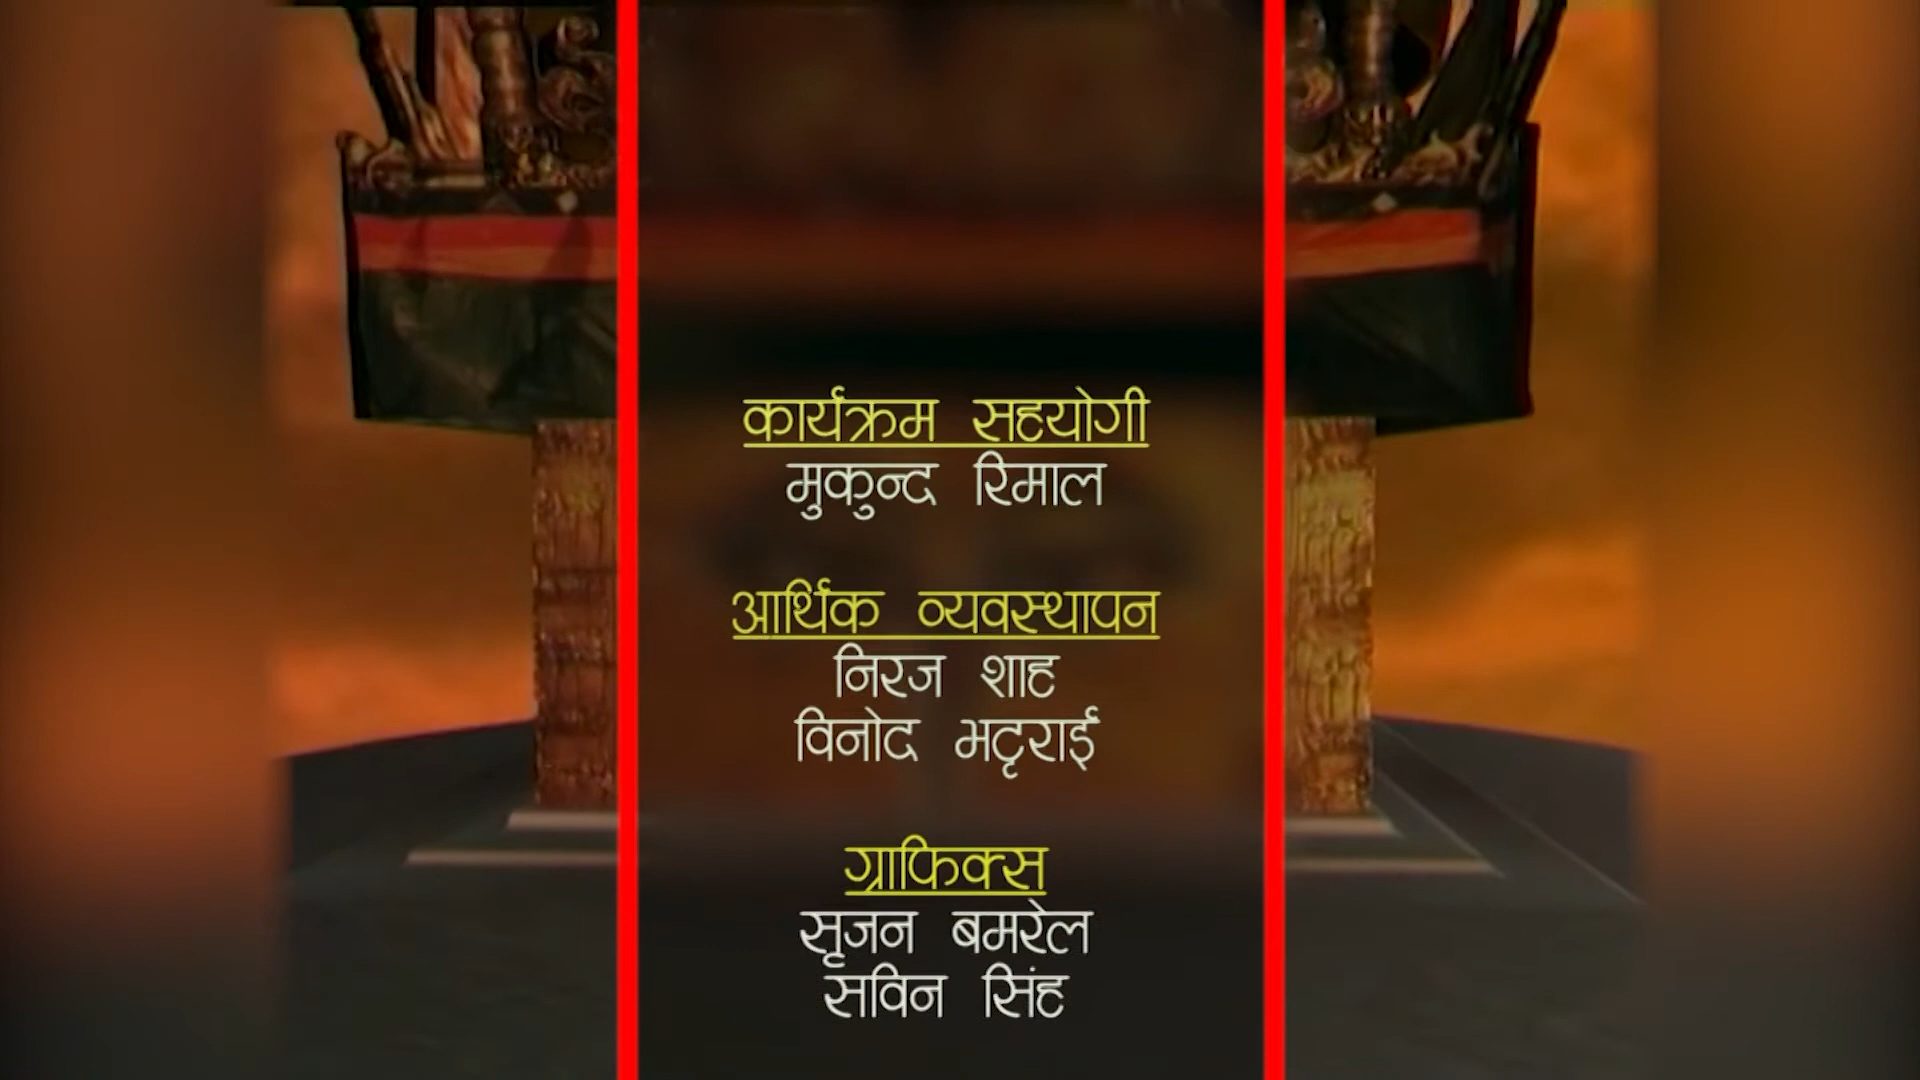 कार्यक्रम सहयोगी
मुकुन्द रिमाल
आर्थिक व्यवस्थापन
निरज शाह
विनोद भट्टराई
ग्राफिक्स
सृजन बमरेल
सविन सिंह